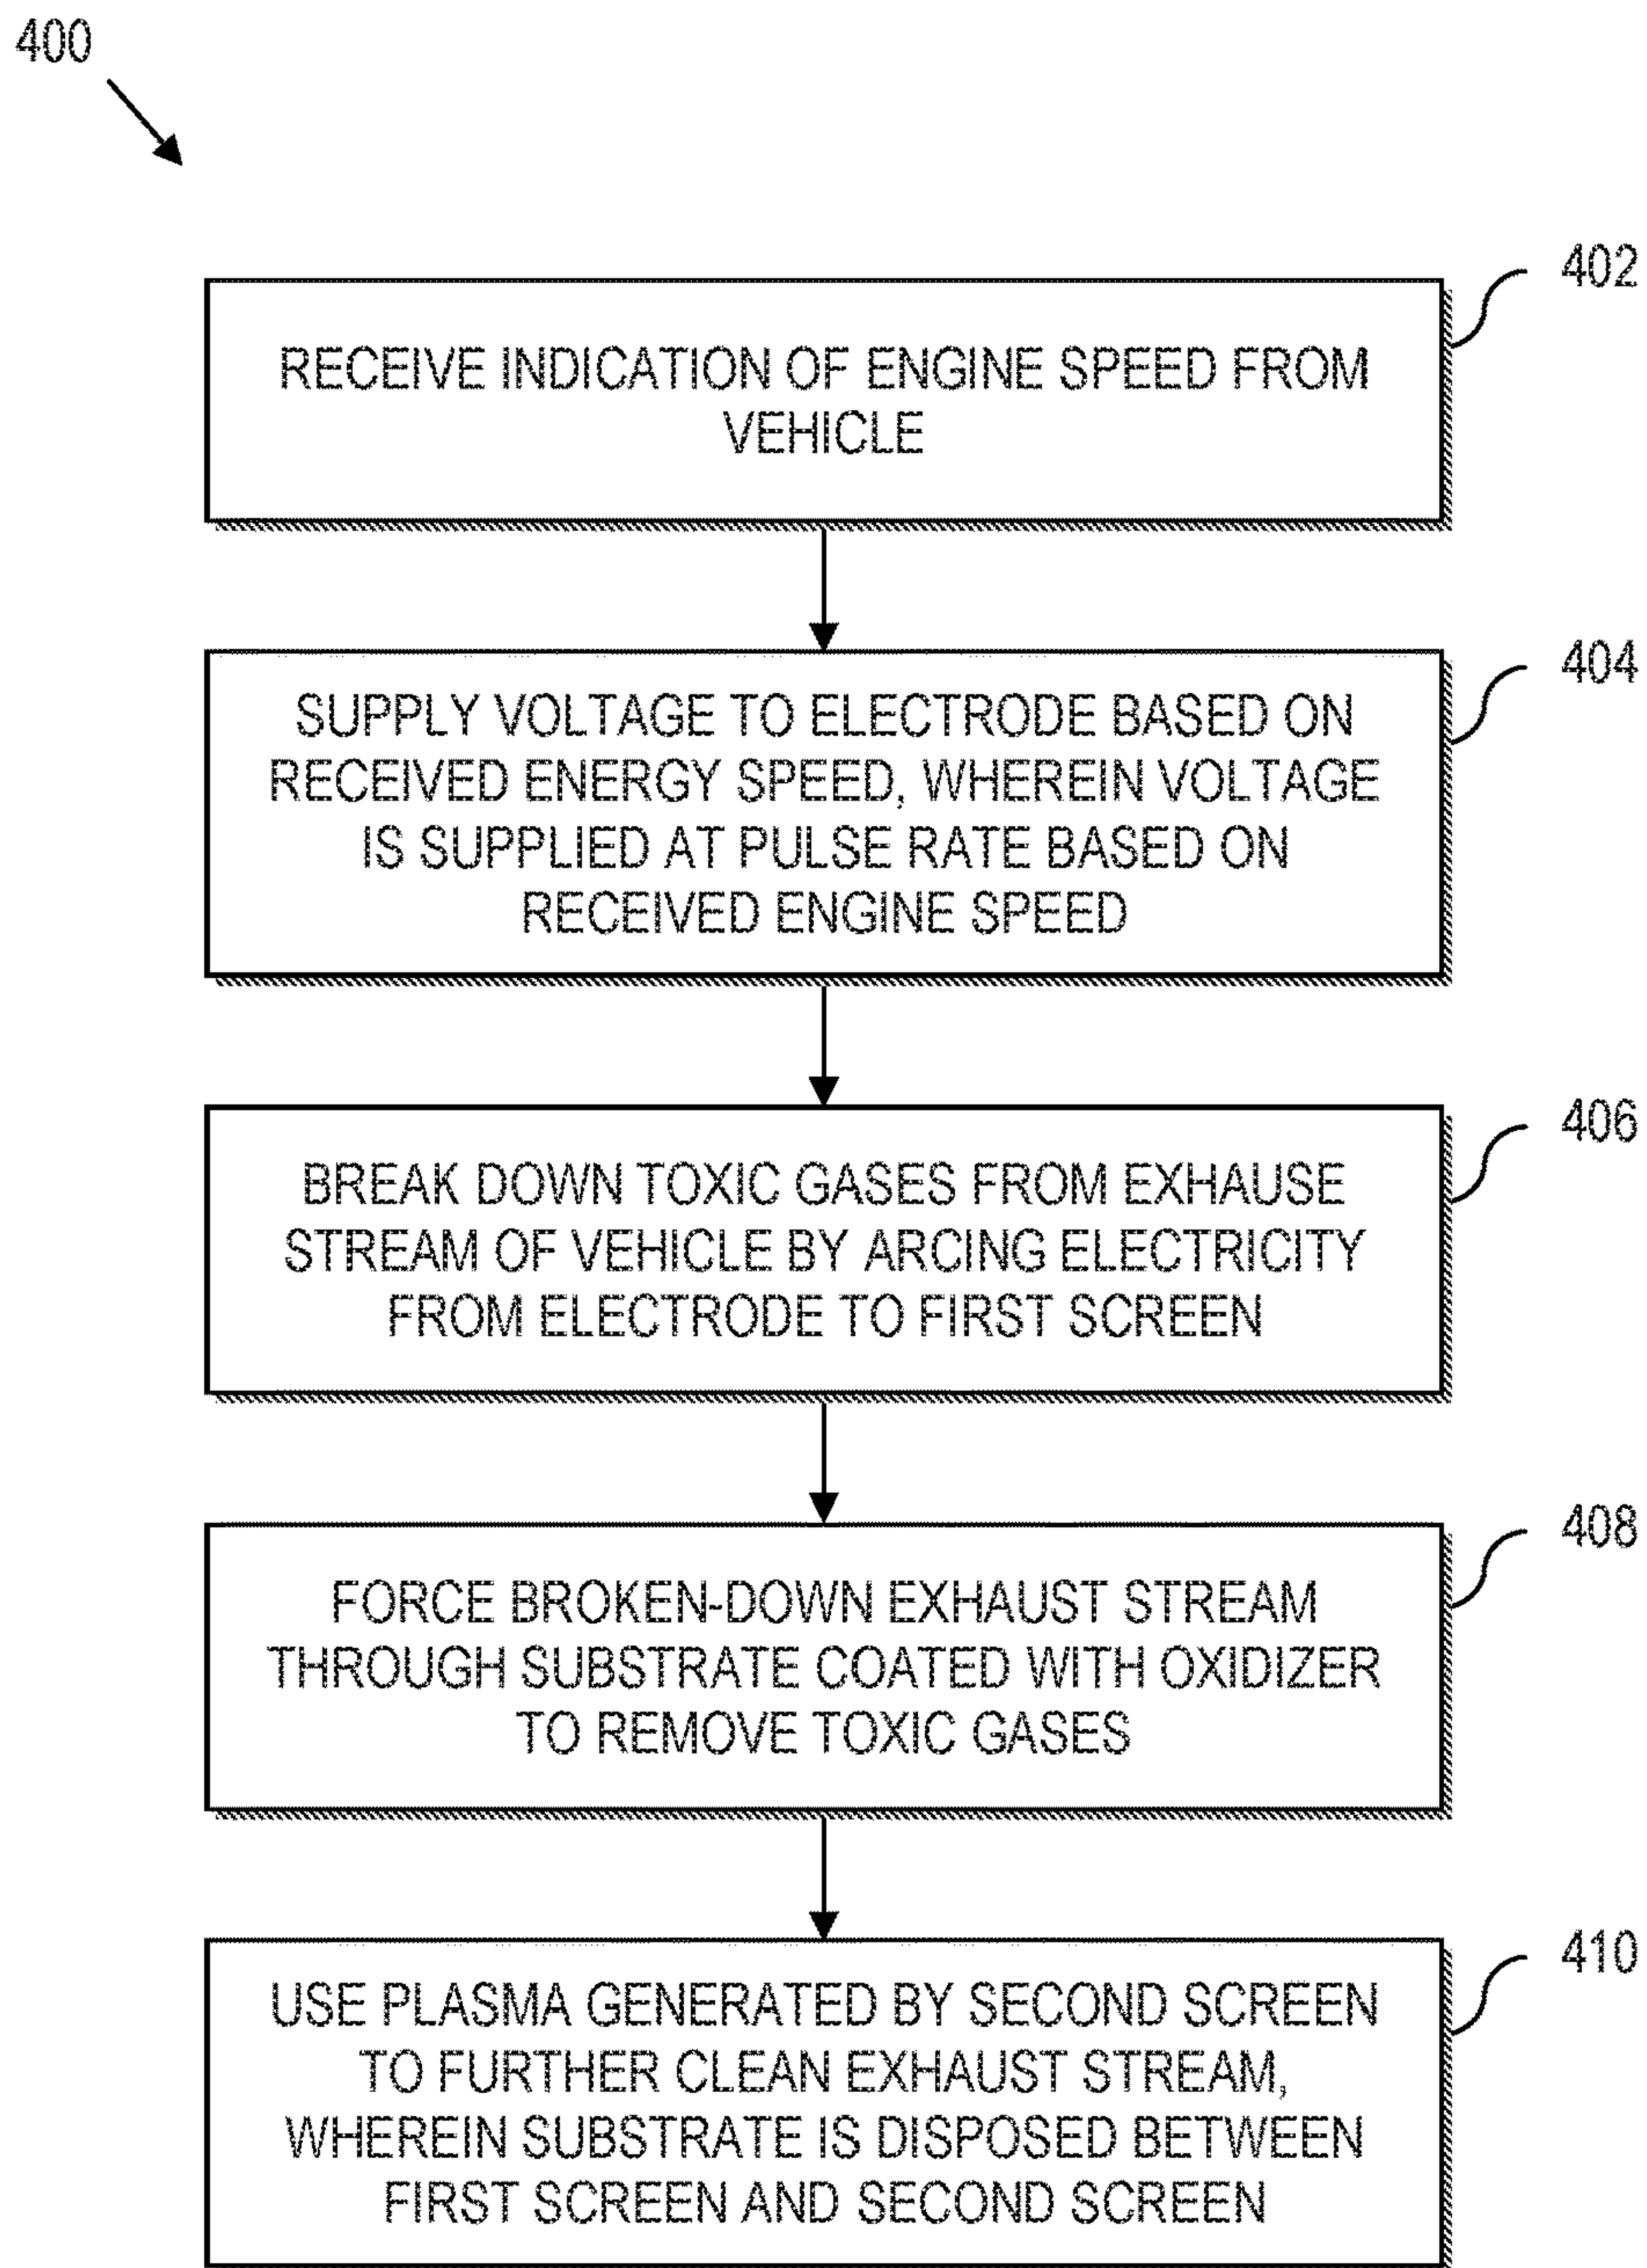 400
402
RECEIVE INDICATION OF ENGINE SPEED FROM
VEHICLE
404
SUPPLY VOLTAGE TO ELECTRODE BASED ON
RECEIVED ENERGY SPEED, WHEREIN VOLTAGE
IS SUPPLIED AT PULSE RATE BASED ON
RECEIVED ENGINE SPEED
406
BREAK DOWN TOXIC GASES FROM EXHAUSE
STREAM OF VEHICLE BY ARCING ELECTRICITY
FROM ELECTRODE TO FIRST SCREEN
408
FORCE BROKEN-DOWN EXHAUST STREAM
THROUGH SUBSTRATE COATED WITH OXIDIZER
TO REMOVE TOXIC GASES
410
USE PLASMA GENERATED BY SECOND SCREEN
TO FURTHER CLEAN EXHAUST STREAM,
WHEREIN SUBSTRATE IS DISPOSED BETWEEN
FIRST SCREEN AND SECOND SCREEN